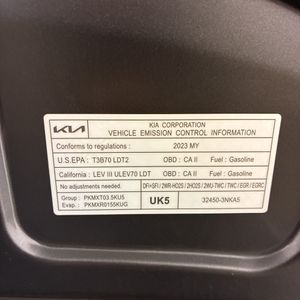 KIA CORPORATION
VEHICLE EMISSION CONTROL INFORMATION
Conforms to regulations : 2023 MY
U.S.EPA : T3B70 LDT2 OBD : CA II Fuel : Gasoline
California : LEV III ULEV70 LDT OBD : CA II Fuel : Gasoline
No adjustments needed. DFI+SFI / 2WR-HO2S / 2HO2S / 2WU-TWC / TWC / EGR / EGRC
Group : PKMXT03.5KU5
Evap. : PKMXR0155KUG
UK5
32450-3NKA5